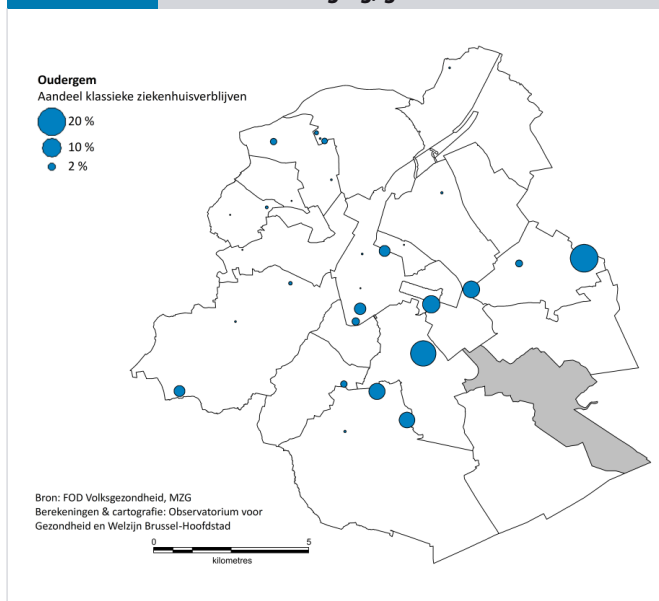 Oudergem
Aandeel klassieke ziekenhuisverblijven
20 %
10 %
2 %
Bron: FOD Volksgezondheid, MZG
Berekeningen & cartografie: Observatorium voor
Gezondheid en Welzijn Brussel-Hoofdstad
0 5
kilometres